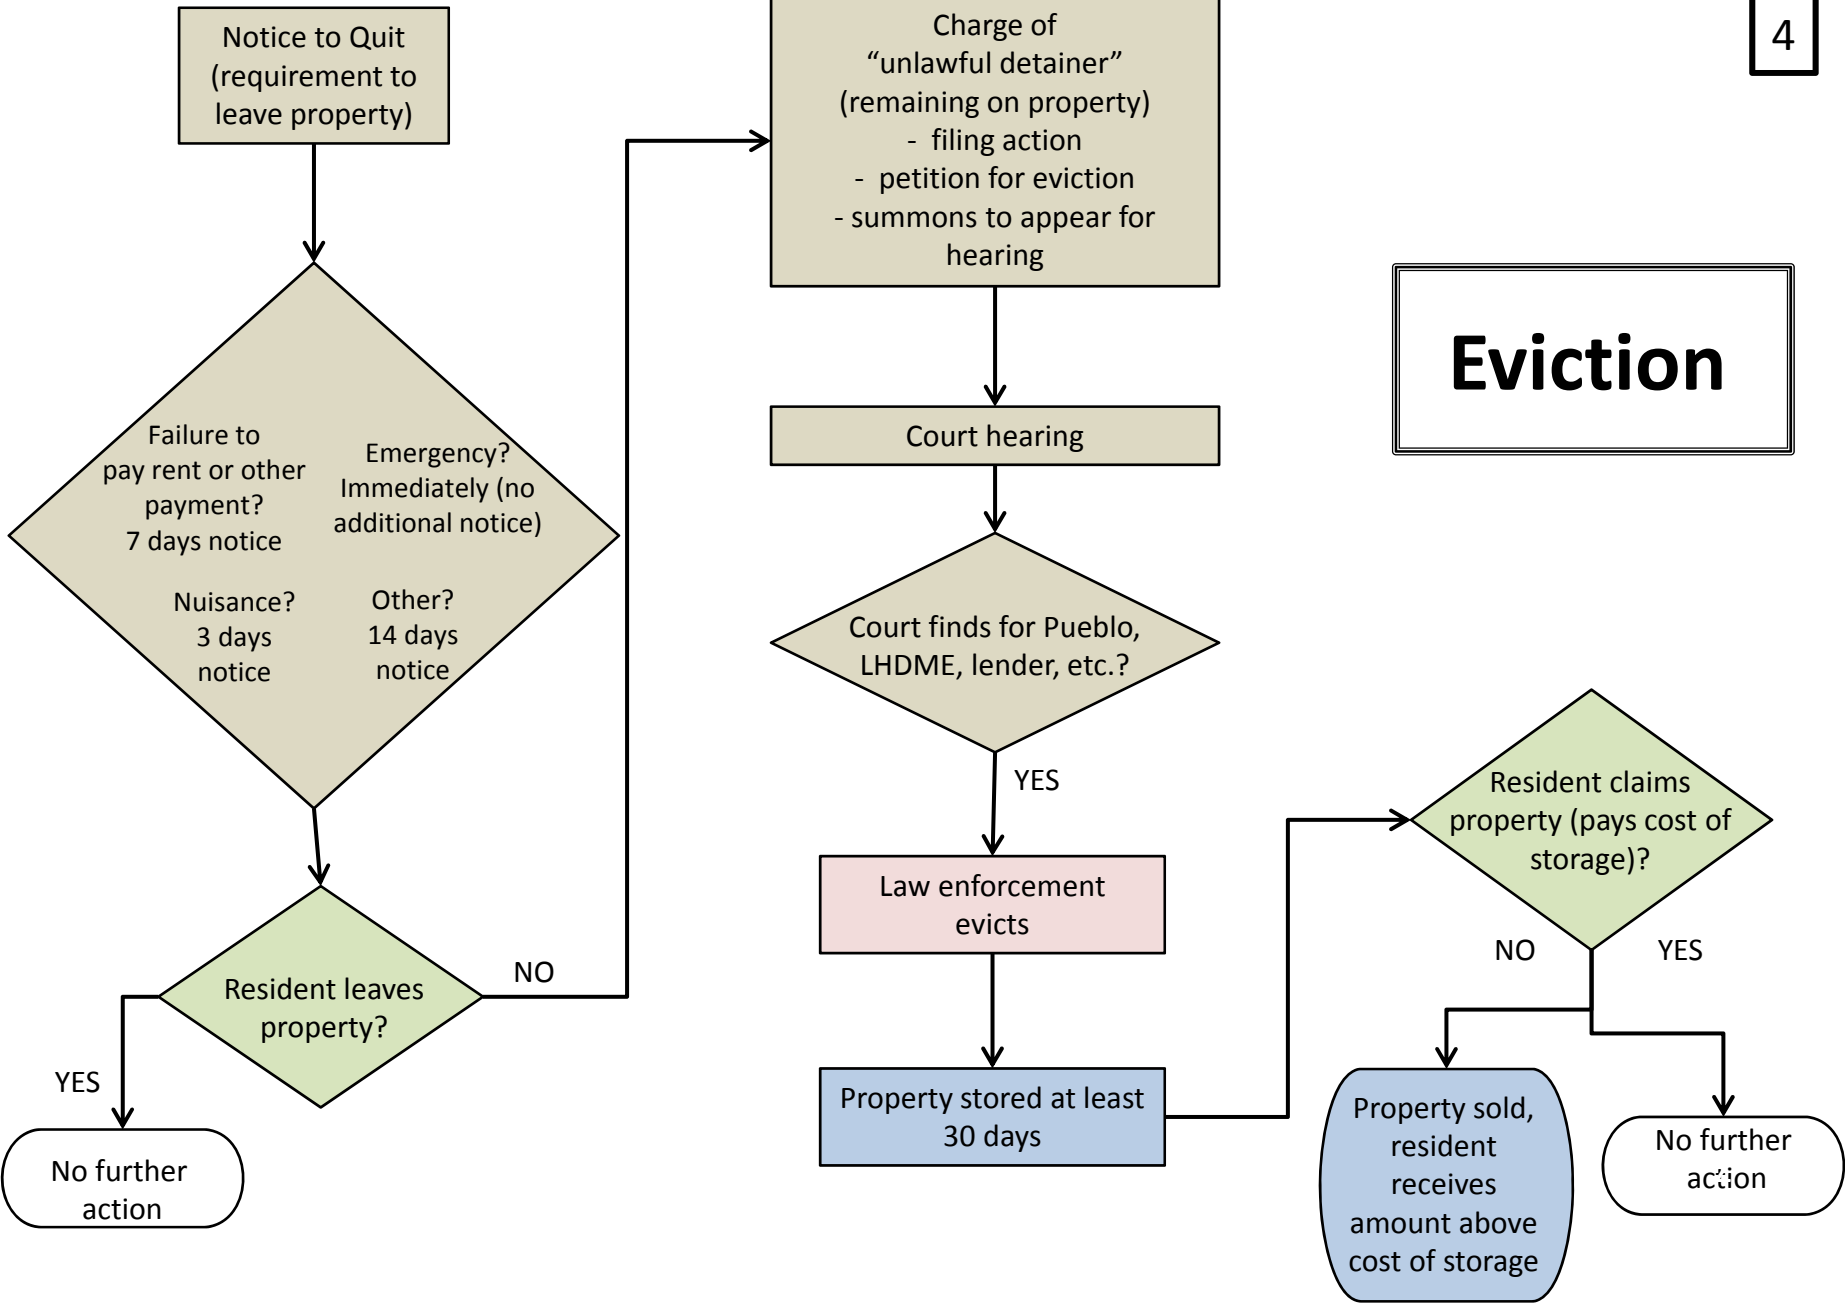 4
Notice to Quit
(requirement to
leave property)
Failure to
pay rent or other
payment?
7 days notice
Emergency?
Immediately (no
additional notice)
Nuisance?
3 days
notice
Other?
14 days
notice
Resident leaves
property?
YES
NO
No further
action
Charge of
“unlawful detainer”
(remaining on property)
- filing action
- petition for eviction
- summons to appear for
hearing
Court hearing
Court finds for Pueblo,
LHDME, lender, etc.?
YES
Law enforcement
evicts
Property stored at least
30 days
Eviction
Resident claims
property (pays cost of
storage)?
NO
YES
Property sold,
resident
receives
amount above
cost of storage
No further
action